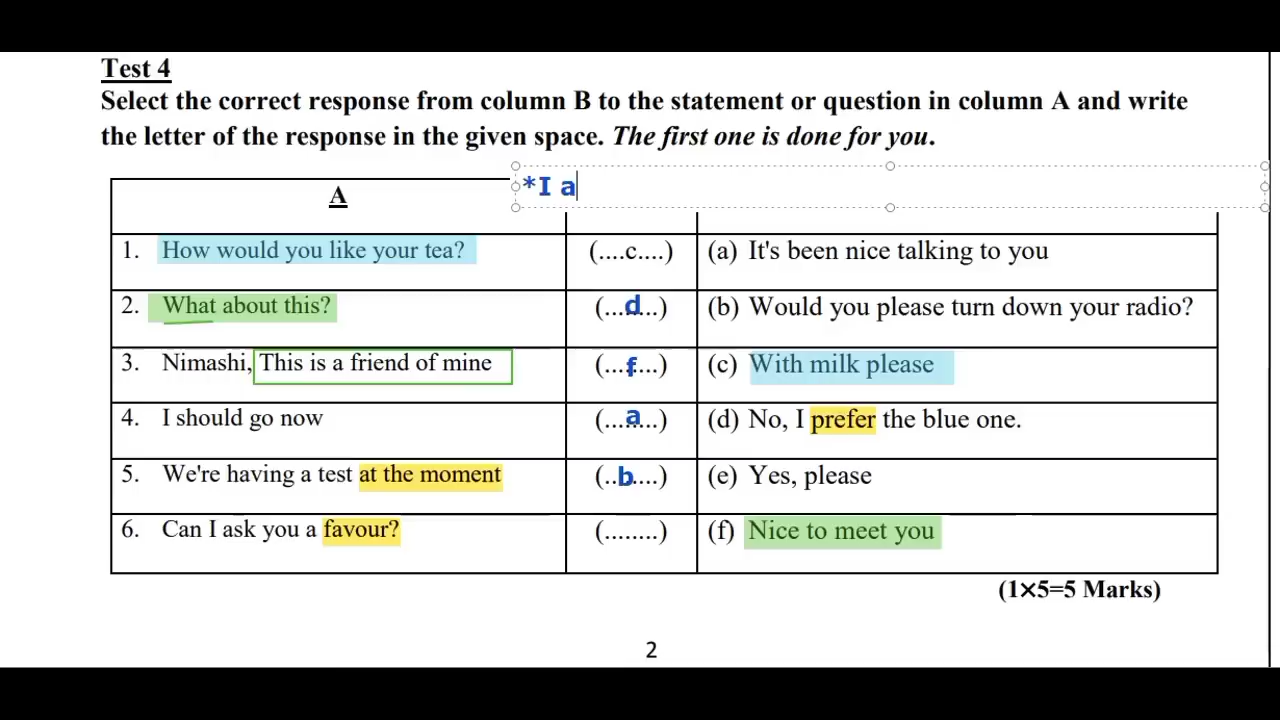 Test 4
Select the correct response from column B to the statement or question in column A and write
the letter of the response in the given space. The first one is done for you.
*I a
A
1. How would you like your tea? (....c....) (a) It's been nice talking to you
2. What about this? (...d...) (b) Would you please turn down your radio?
3. Nimashi, This is a friend of mine (...f...) (c) With milk please
4. I should go now (...a...) (d) No, I prefer the blue one.
5. We're having a test at the moment (..b....) (e) Yes, please
6. Can I ask you a favour? (........) (f) Nice to meet you
(1×5=5 Marks)
2